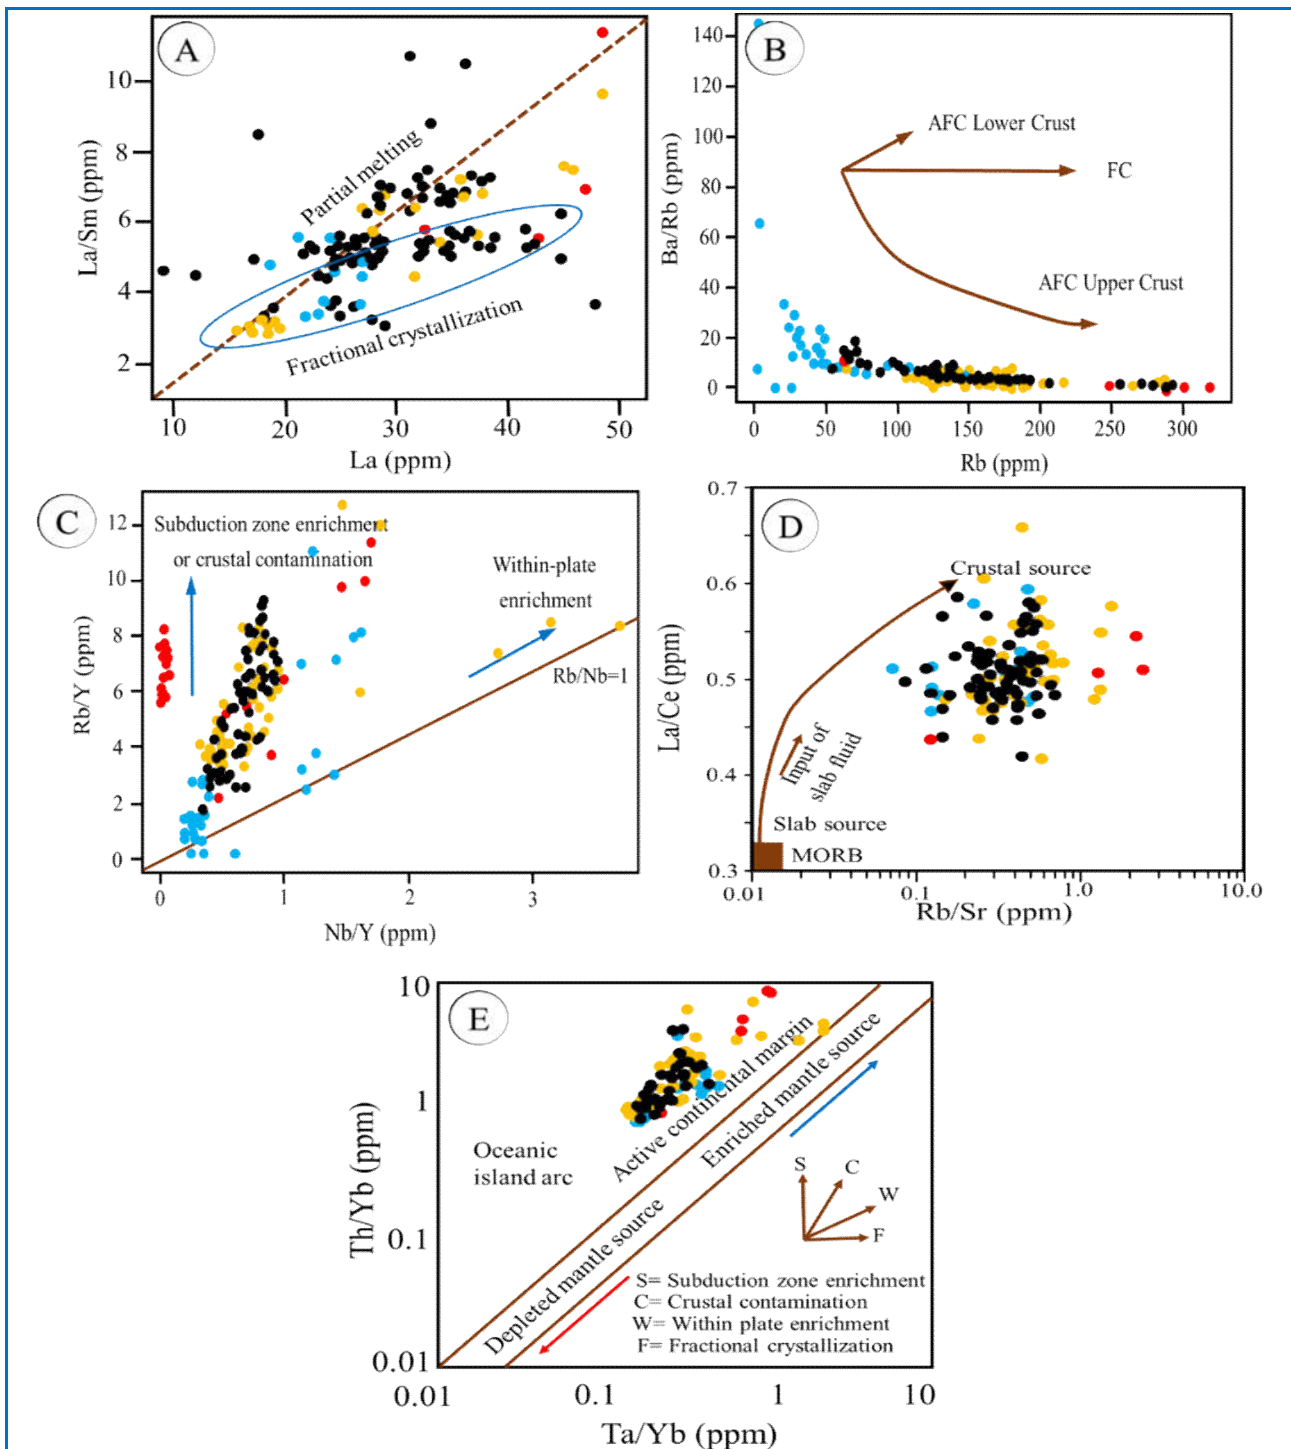 A
La/Sm (ppm)
10
8
6
4
2
Partial melting
Fractional crystallization
10
20
30
40
50
La (ppm)
B
Ba/Rb (ppm)
140
120
100
80
60
40
20
0
AFC Lower Crust
FC
AFC Upper Crust
0
50
100
150
200
250
300
Rb (ppm)
C
Rb/Y (ppm)
12
10
8
6
4
2
0
Subduction zone enrichment
or crustal contamination
Within-plate
enrichment
Rb/Nb=1
0
1
2
3
Nb/Y (ppm)
D
La/Ce (ppm)
0.7
0.6
0.5
0.4
0.3
Crustal source
Input of
slab fluid
Slab source
MORB
0.01
0.1
1.0
10.0
Rb/Sr (ppm)
E
Th/Yb (ppm)
10
1
0.1
0.01
Oceanic
island arc
Active continental margin
Enriched mantle source
Depleted mantle source
S
C
W
F
S= Subduction zone enrichment
C= Crustal contamination
W= Within plate enrichment
F= Fractional crystallization
0.01
0.1
1
10
Ta/Yb (ppm)